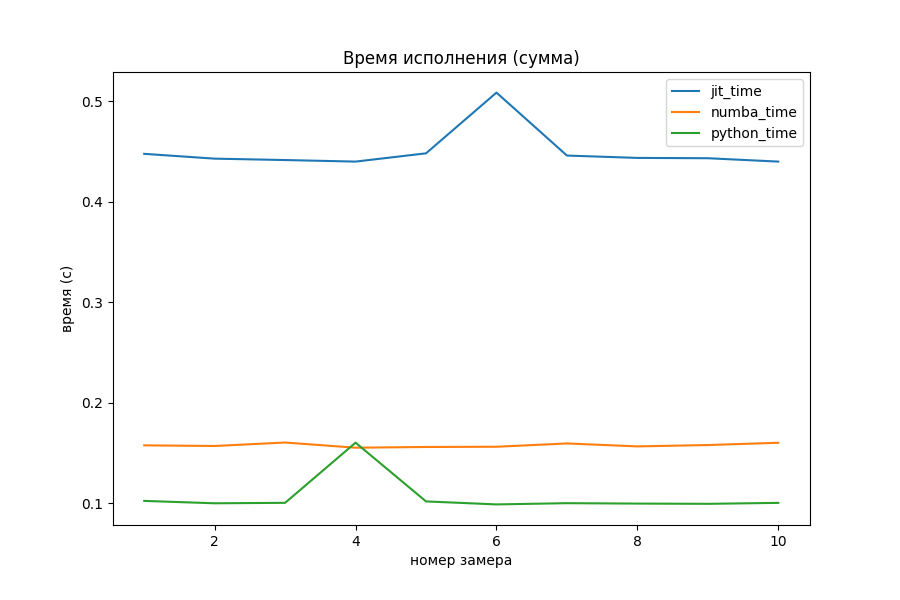 Время исполнения (сумма)
jit_time
numba_time
python_time
время (с)
0.5
0.4
0.3
0.2
0.1
2
4
6
8
10
номер замера